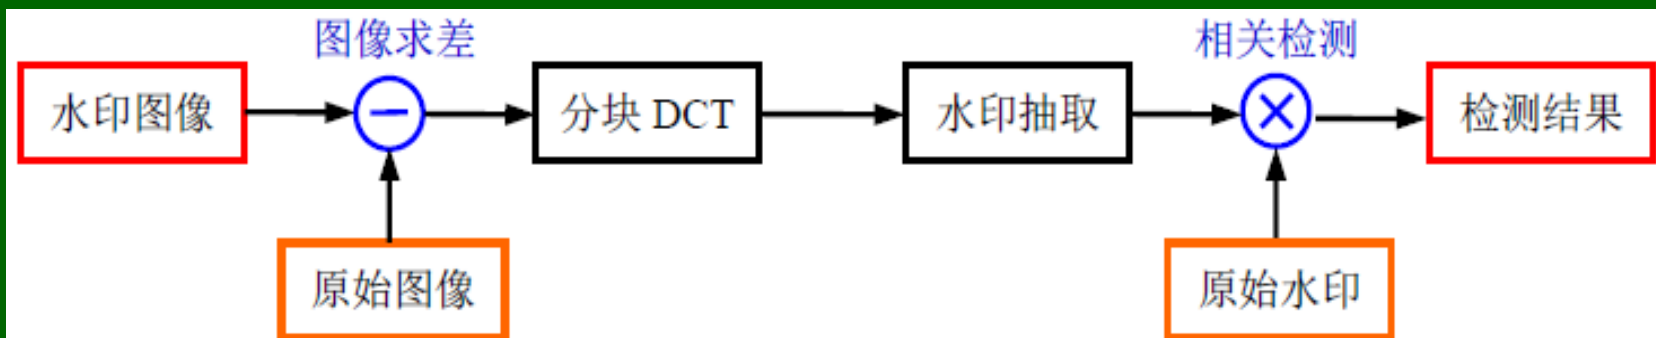 图像求差
相关检测
水印图像
分块 DCT
水印抽取
检测结果
原始图像
原始水印